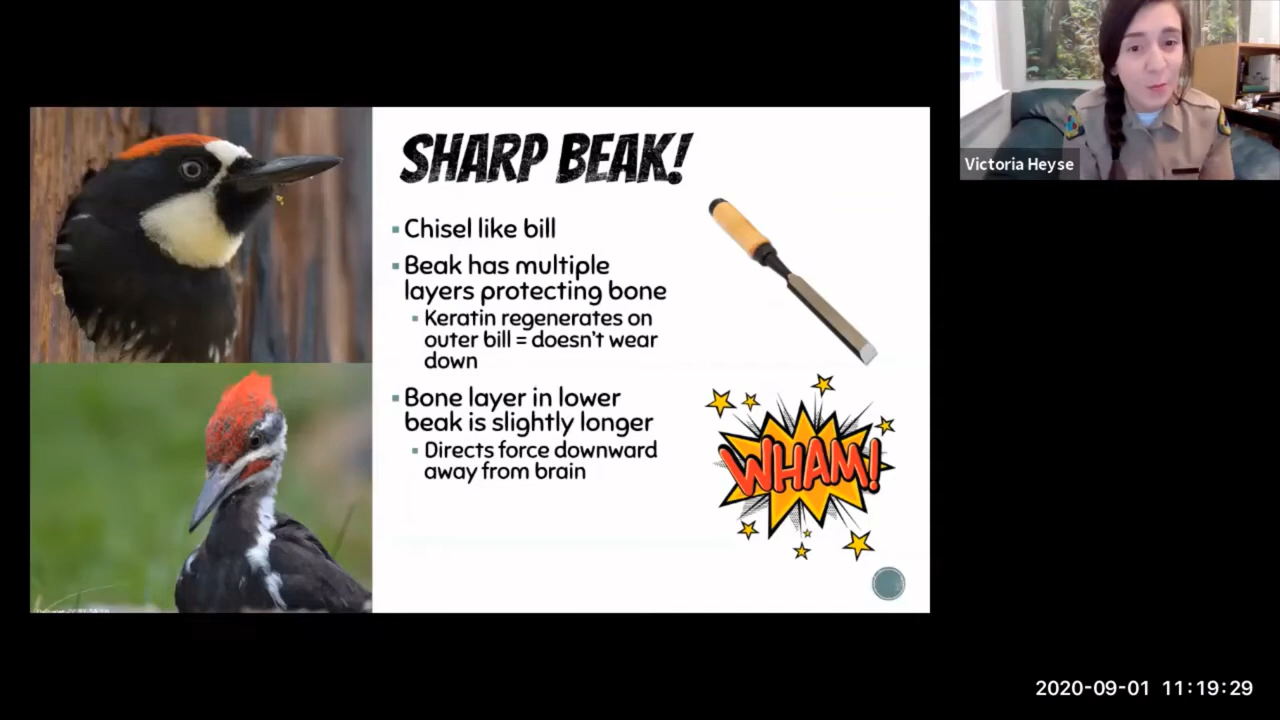 Victoria Heyse
SHARP BEAK!
Chisel like bill
Beak has multiple
layers protecting bone
Keratin regenerates on
outer bill = doesn't wear
down
Bone layer in lower
beak is slightly longer
Directs force downward
away from brain
WHAM!
2020-09-01 11:19:29